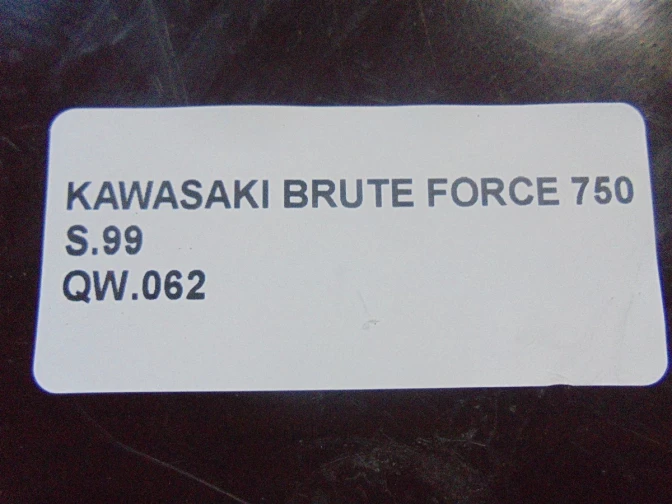 KAWASAKI BRUTE FORCE 750
S.99
QW.062